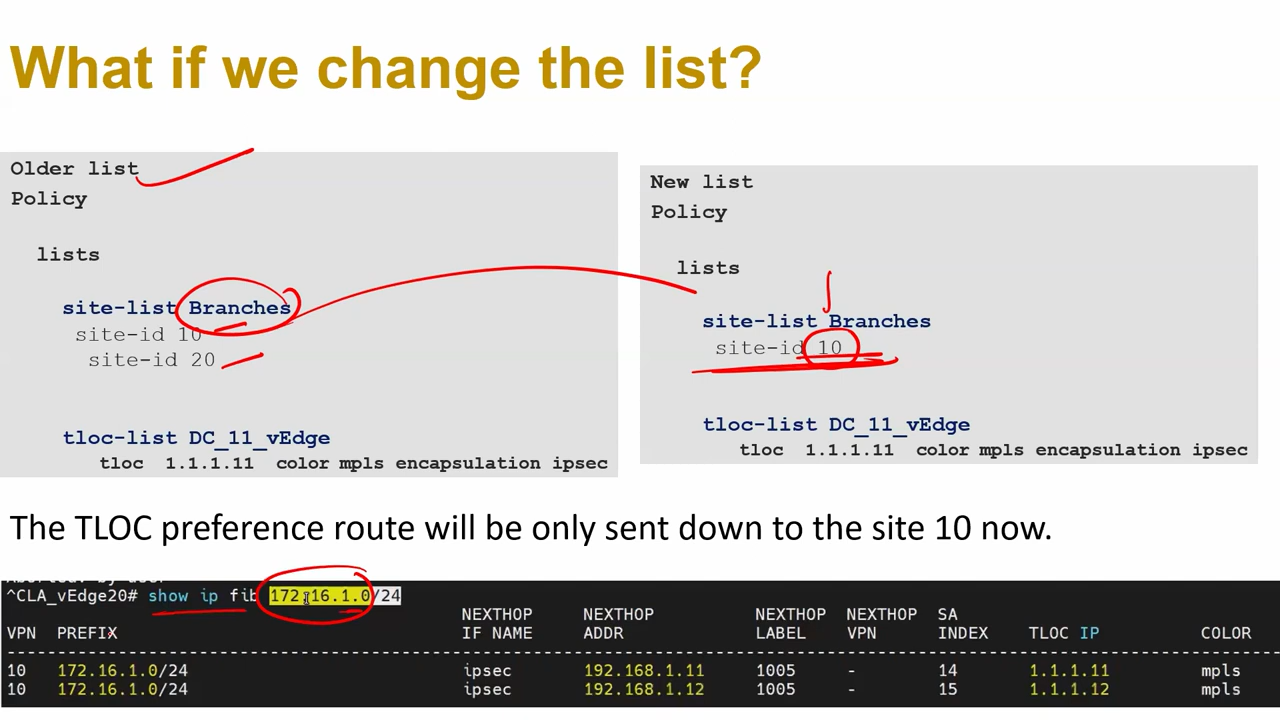 What if we change the list?
Older list
Policy
lists
site-list Branches
site-id 10
site-id 20
tloc-list DC_11_vEdge
tloc 1.1.1.11 color mpls encapsulation ipsec
New list
Policy
lists
site-list Branches
site-id 10
tloc-list DC_11_vEdge
tloc 1.1.1.11 color mpls encapsulation ipsec
The TLOC preference route will be only sent down to the site 10 now.
^CLA_vEdge20# show ip fib 172.16.1.0/24
NEXTHOP NEXTHOP NEXTHOP NEXTHOP SA
VPN PREFIX IF NAME ADDR LABEL VPN INDEX TLOC IP COLOR
---------------------------------------------------------------------------------------------------------------
10 172.16.1.0/24 ipsec 192.168.1.11 1005 - 14 1.1.1.11 mpls
10 172.16.1.0/24 ipsec 192.168.1.12 1005 - 15 1.1.1.12 mpls